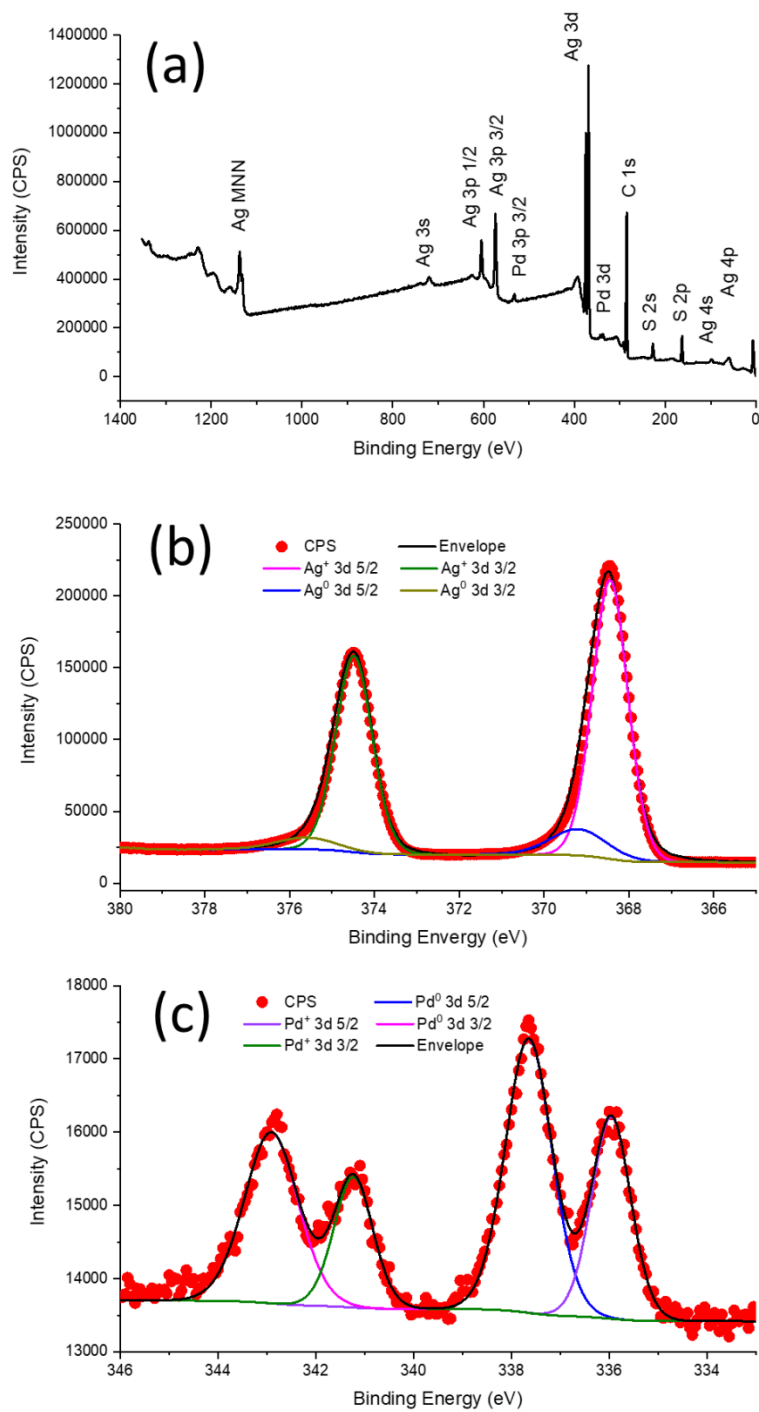 (a)
Intensity (CPS)
1400000
1200000
1000000
800000
600000
400000
200000
0
Ag MNN
Ag 3s
Ag 3p 1/2
Ag 3p 3/2
Pd 3p 3/2
Ag 3d
Pd 3d
C 1s
S 2s
S 2p
Ag 4s
Ag 4p
1400 1200 1000 800 600 400 200 0
Binding Energy (eV)
(b)
Intensity (CPS)
250000
200000
150000
100000
50000
0
CPS Envelope
Ag⁺ 3d 5/2 Ag⁺ 3d 3/2
Ag⁰ 3d 5/2 Ag⁰ 3d 3/2
380 378 376 374 372 370 368 366
Binding Envergy (eV)
(c)
Intensity (CPS)
18000
17000
16000
15000
14000
13000
CPS Pd⁰ 3d 5/2
Pd⁺ 3d 5/2 Pd⁰ 3d 3/2
Pd⁺ 3d 3/2 Envelope
346 344 342 340 338 336 334
Binding Energy (eV)